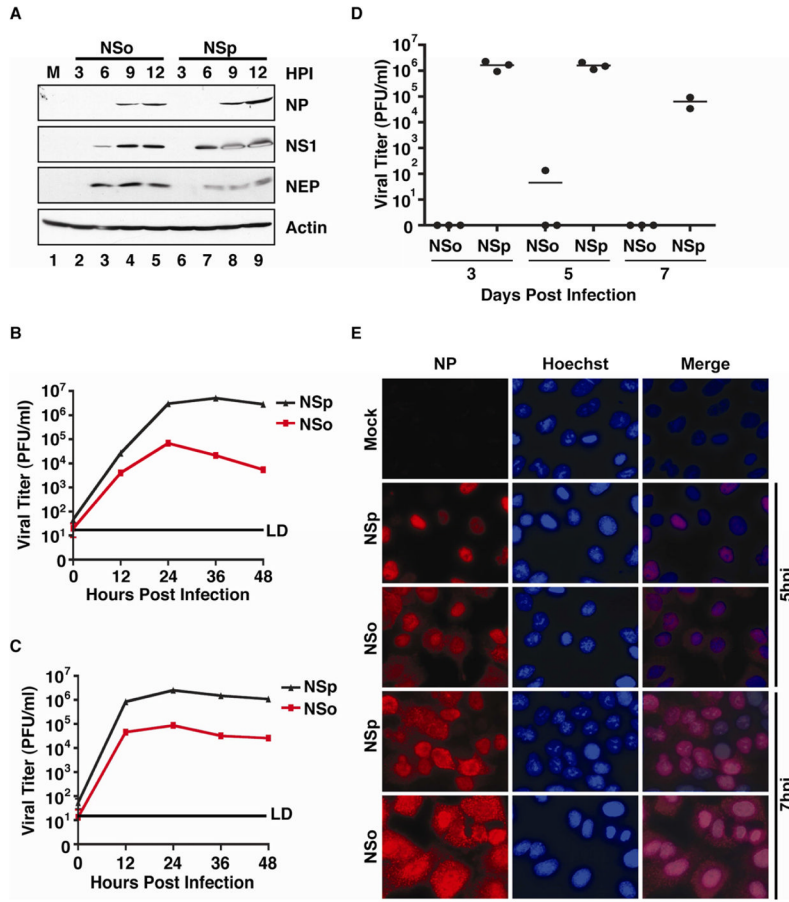 A
NSo NSp
M 3 6 9 12 3 6 9 12 HPI
NP
NS1
NEP
Actin
1 2 3 4 5 6 7 8 9
D
Viral Titer (PFU/ml)
10^7
10^6
10^5
10^4
10^3
10^2
10^1
0
NSo NSp NSo NSp NSo NSp
3 5 7
Days Post Infection
B
Viral Titer (PFU/ml)
10^7
10^6
10^5
10^4
10^3
10^2
10^1
0
NSp
NSo
LD
0 12 24 36 48
Hours Post Infection
C
Viral Titer (PFU/ml)
10^7
10^6
10^5
10^4
10^3
10^2
10^1
0
NSp
NSo
LD
0 12 24 36 48
Hours Post Infection
E
NP Hoechst Merge
Mock
NSp
NSo
5hpi
NSp
NSo
7hpi